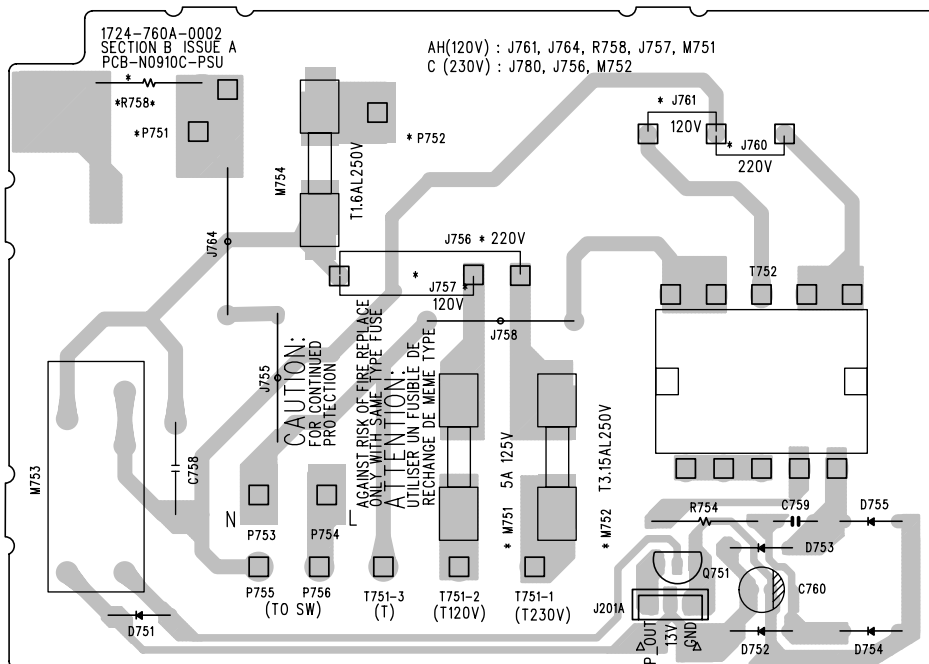 1724-760A-0002
SECTION B ISSUE A
PCB-N0910C-PSU
AH(120V) : J761, J764, R758, J757, M751
C (230V) : J780, J756, M752
*
*R758*
*P751
* P752
M754
T1.6AL250V
* J761
120V
* J760
220V
J764
J756 * 220V
*
J757 *
120V
J758
T752
J755
CAUTION:
FOR CONTINUED
PROTECTION
AGAINST RISK OF FIRE REPLACE
ONLY WITH SAME TYPE FUSE
ATTENTION:
UTILISER UN FUSIBLE DE
RECHANGE DE MEME TYPE
M753
C758
* M751 5A 125V
* M752 T3.15AL250V
N
P753
P754
L
R754
C759
D755
D753
Q751
C760
P755
P756
(TO SW)
T751-3
(T)
T751-2
(T120V)
T751-1
(T230V)
J201A
D751
P_OUT
13V
GND
D752
D754